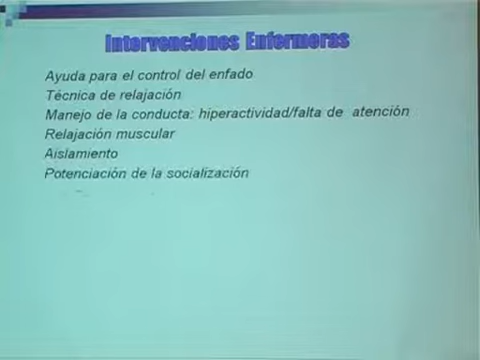 Intervenciones Enfermeras
Ayuda para el control del enfado
Técnica de relajación
Manejo de la conducta: hiperactividad/falta de atención
Relajación muscular
Aislamiento
Potenciación de la socialización